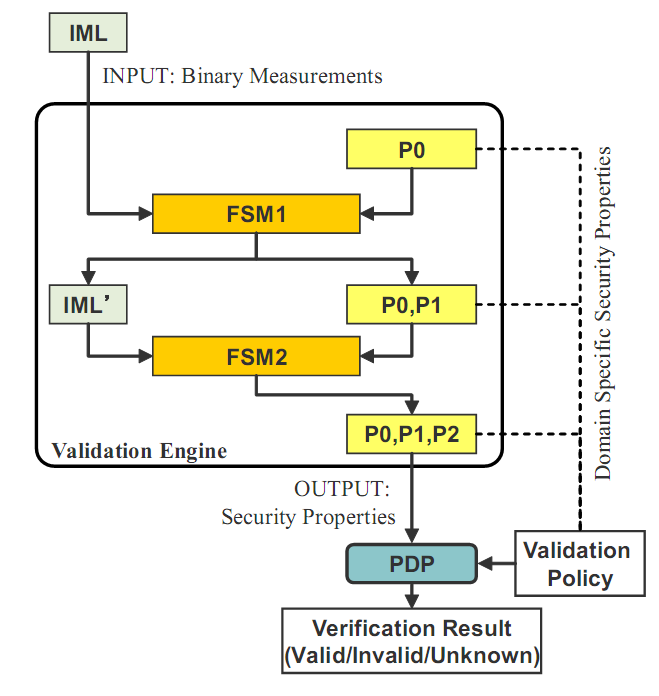 IML
INPUT: Binary Measurements
P0
FSM1
IML’
P0,P1
FSM2
P0,P1,P2
Validation Engine
Domain Specific Security Properties
OUTPUT:
Security Properties
PDP
Validation
Policy
Verification Result
(Valid/Invalid/Unknown)